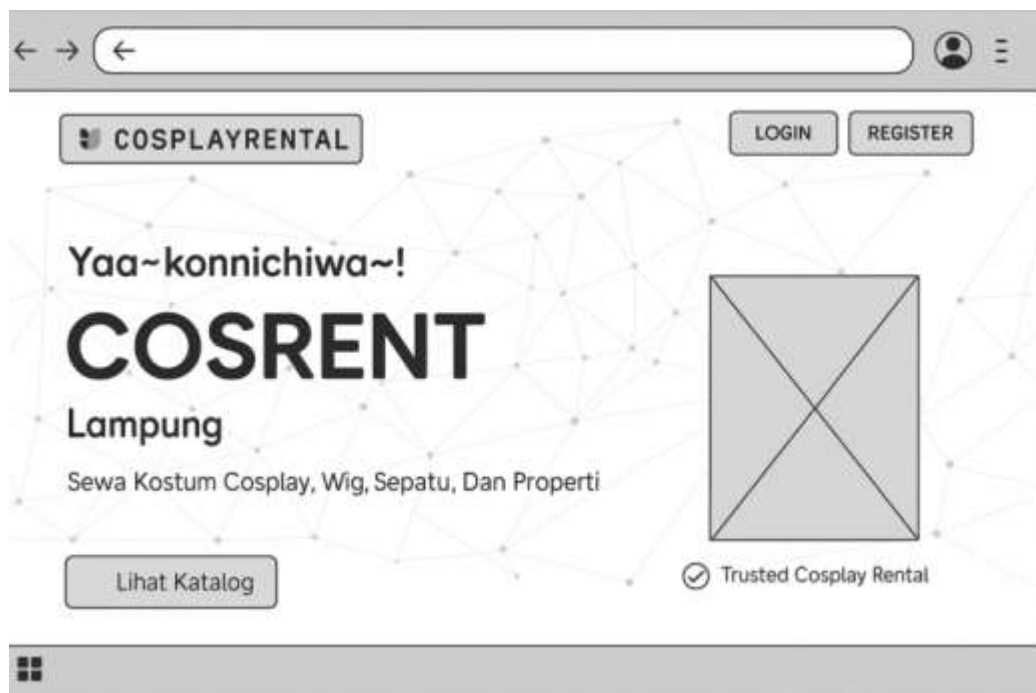 COSPLAYRENTAL
LOGIN
REGISTER
Yaa~konnichiwa~!
COSRENT
Lampung
Sewa Kostum Cosplay, Wig, Sepatu, Dan Properti
Lihat Katalog
Trusted Cosplay Rental